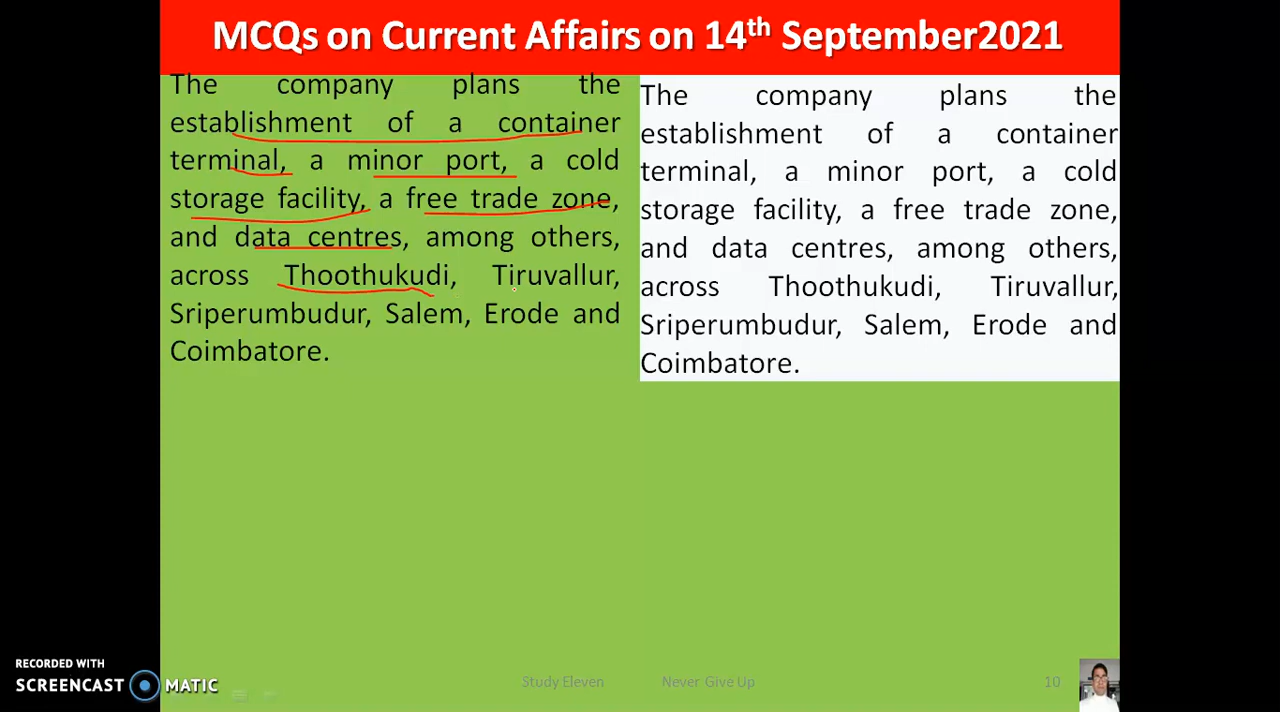 MCQs on Current Affairs on 14th September2021
The company plans the
establishment of a container
terminal, a minor port, a cold
storage facility, a free trade zone,
and data centres, among others,
across Thoothukudi, Tiruvallur,
Sriperumbudur, Salem, Erode and
Coimbatore.
The company plans the
establishment of a container
terminal, a minor port, a cold
storage facility, a free trade zone,
and data centres, among others,
across Thoothukudi, Tiruvallur,
Sriperumbudur, Salem, Erode and
Coimbatore.
RECORDED WITH
SCREENCAST MATIC
Study Eleven Never Give Up 10